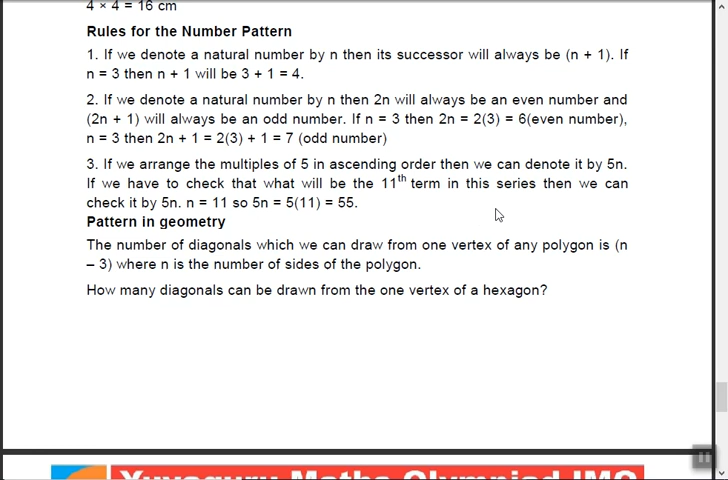 4 × 4 = 16 cm
Rules for the Number Pattern
1. If we denote a natural number by n then its successor will always be (n + 1). If
n = 3 then n + 1 will be 3 + 1 = 4.
2. If we denote a natural number by n then 2n will always be an even number and
(2n + 1) will always be an odd number. If n = 3 then 2n = 2(3) = 6(even number),
n = 3 then 2n + 1 = 2(3) + 1 = 7 (odd number)
3. If we arrange the multiples of 5 in ascending order then we can denote it by 5n.
If we have to check that what will be the 11th term in this series then we can
check it by 5n. n = 11 so 5n = 5(11) = 55.
Pattern in geometry
The number of diagonals which we can draw from one vertex of any polygon is (n
– 3) where n is the number of sides of the polygon.
How many diagonals can be drawn from the one vertex of a hexagon?
Yuvaguru Maths Olympiad IMO